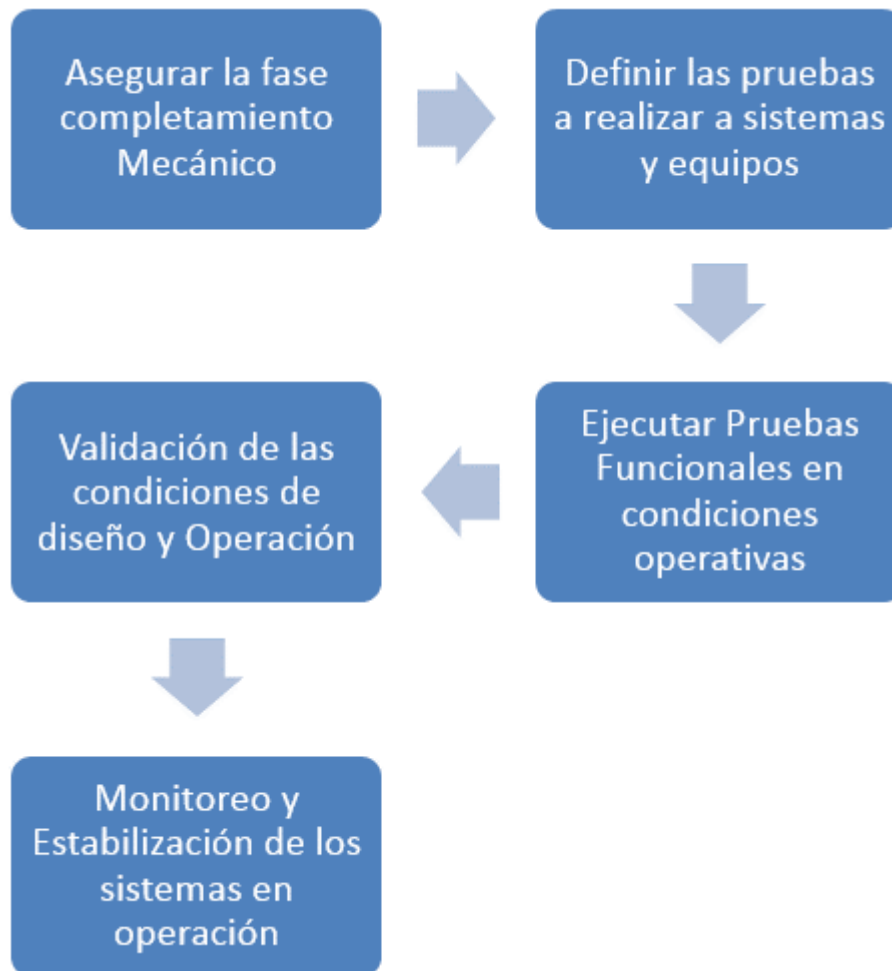 Asegurar la fase
completamiento
Mecánico
Definir las pruebas
a realizar a sistemas
y equipos
Ejecutar Pruebas
Funcionales en
condiciones
operativas
Validación de las
condiciones de
diseño y Operación
Monitoreo y
Estabilización de los
sistemas en
operación